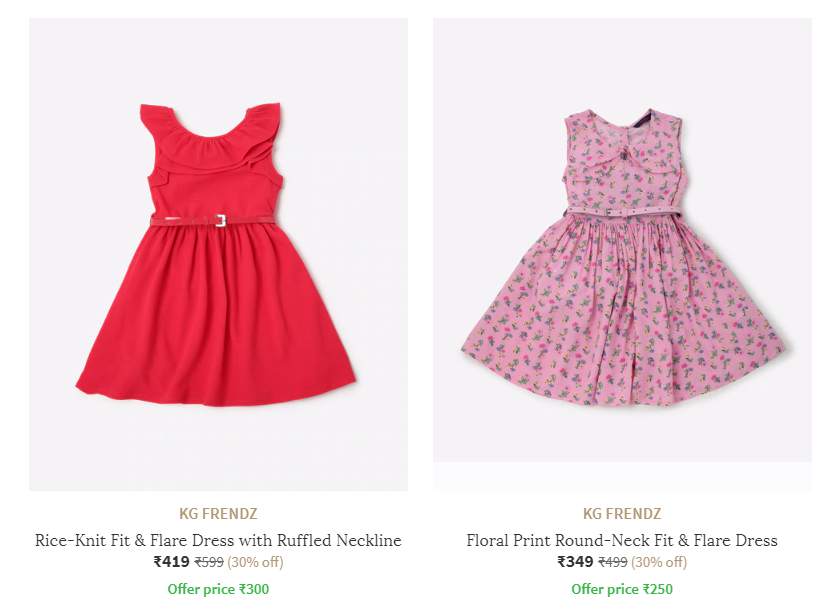 KG FRENDZ
Rice-Knit Fit & Flare Dress with Ruffled Neckline
₹419 ₹599 (30% off)
Offer price ₹300
KG FRENDZ
Floral Print Round-Neck Fit & Flare Dress
₹349 ₹499 (30% off)
Offer price ₹250